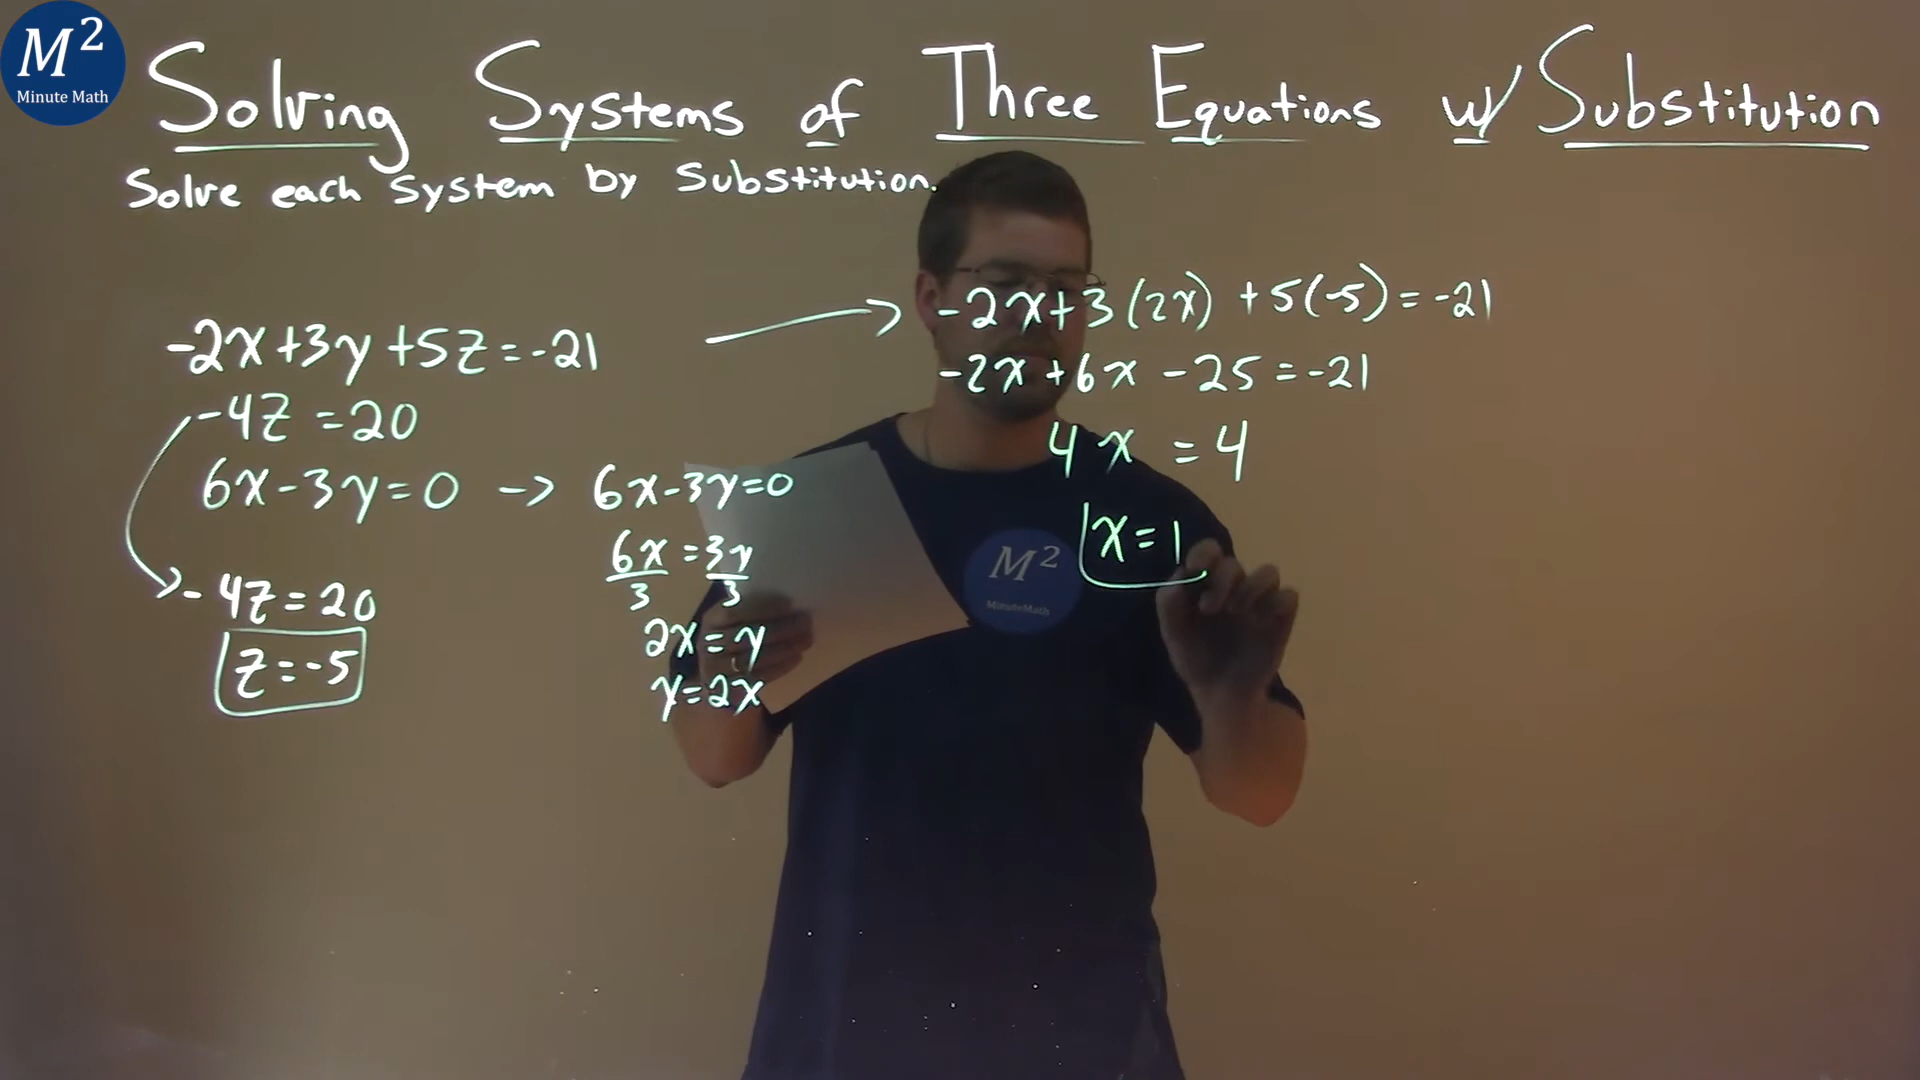 M²
Minute Math
Solving Systems of Three Equations w/ Substitution
Solve each system by substitution.
-2x+3y+5z=-21
-4z=20
6x-3y=0 -> 6x-3y=0
6x=3y
3 3
2x=y
y=2x
-4z=20
z=-5
-2x+3(2x)+5(-5)=-21
-2x+6x-25=-21
4x=4
x=1
M²
MinuteMath